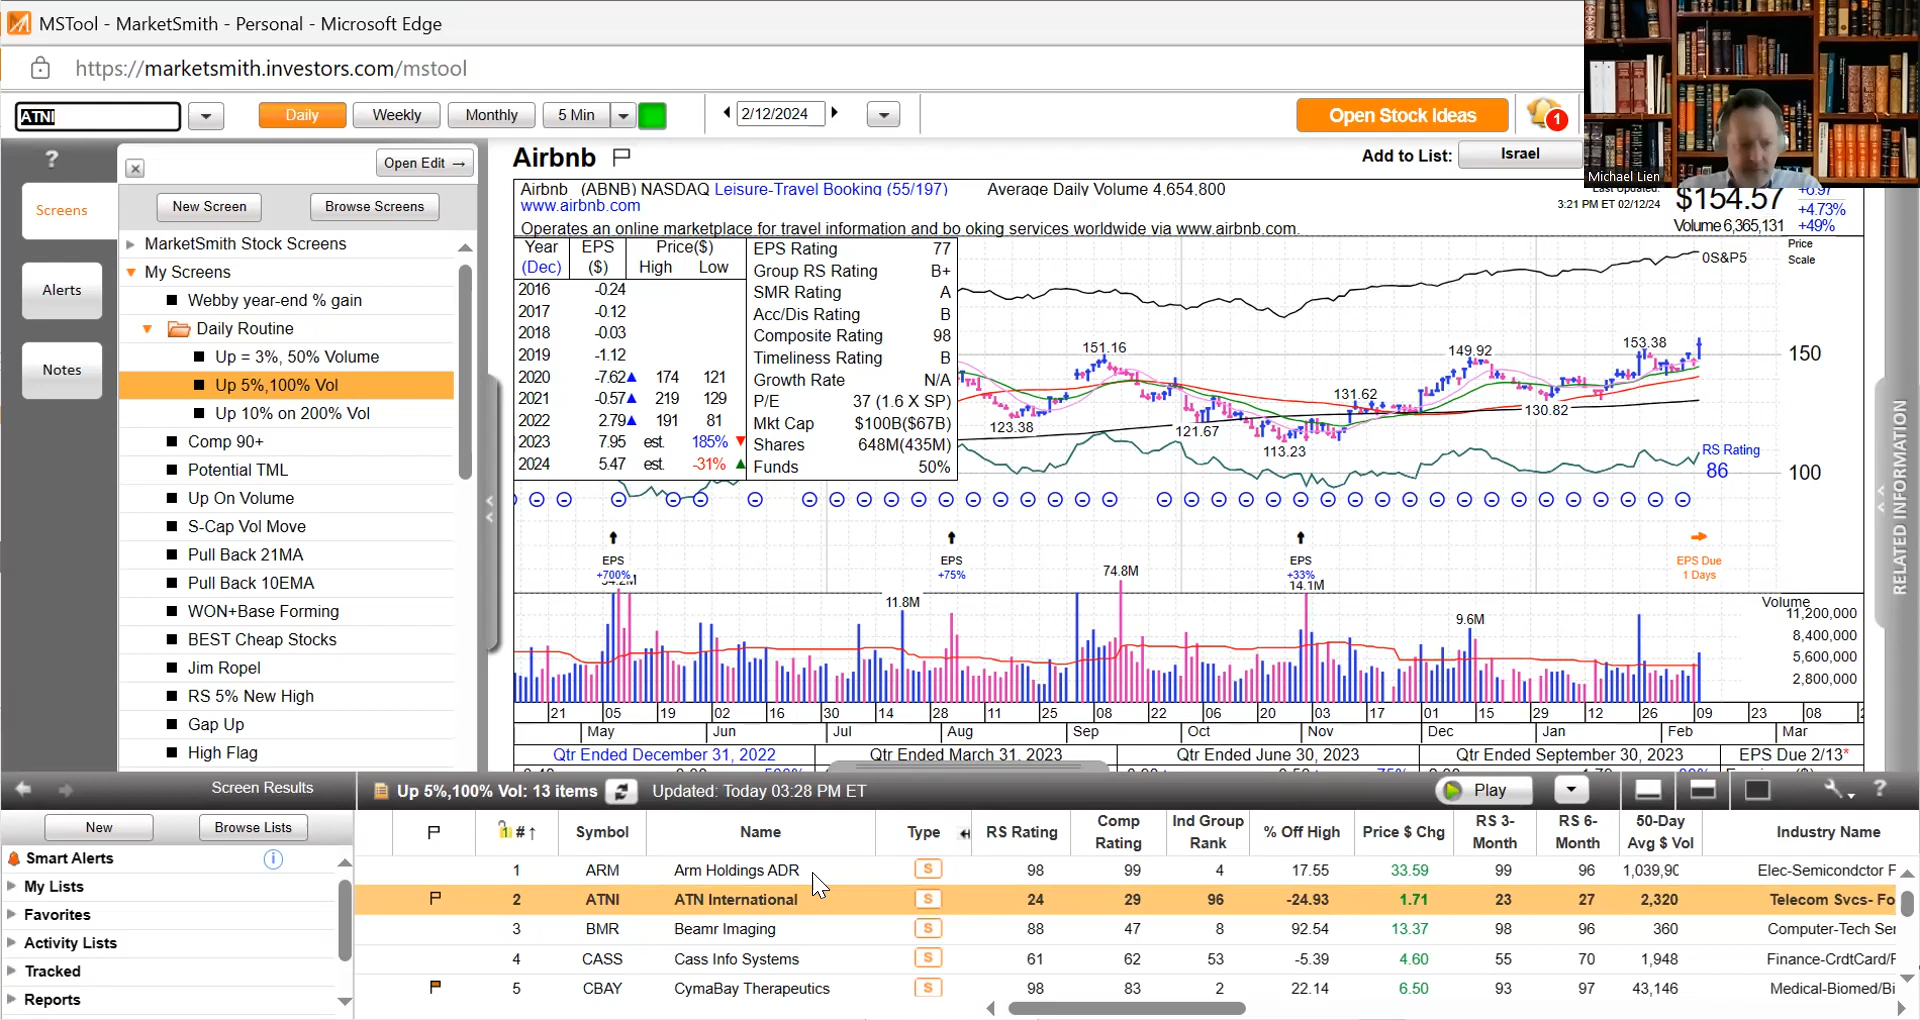 MSTool - MarketSmith - Personal - Microsoft Edge
https://marketsmith.investors.com/mstool
ATNI
Daily
Weekly
Monthly
5 Min
2/12/2024
Open Stock Ideas
1
Michael Lien
?
Open Edit →
Screens
Alerts
Notes
New Screen
Browse Screens
MarketSmith Stock Screens
My Screens
Webby year-end % gain
Daily Routine
Up = 3%, 50% Volume
Up 5%,100% Vol
Up 10% on 200% Vol
Comp 90+
Potential TML
Up On Volume
S-Cap Vol Move
Pull Back 21MA
Pull Back 10EMA
WON+Base Forming
BEST Cheap Stocks
Jim Ropel
RS 5% New High
Gap Up
High Flag
Airbnb
Add to List:
Israel
Airbnb (ABNB) NASDAQ Leisure-Travel Booking (55/197) Average Daily Volume 4,654,800
www.airbnb.com
Operates an online marketplace for travel information and bo oking services worldwide via www.airbnb.com.
3:21 PM ET 02/12/24
$154.57
+4.73%
Volume 6,365,131
+49%
Year EPS Price($)
(Dec) ($) High Low
2016 -0.24
2017 -0.12
2018 -0.03
2019 -1.12
2020 -7.62 174 121
2021 -0.57 219 129
2022 2.79 191 81
2023 7.95 est. 185%
2024 5.47 est. -31%
EPS Rating 77
Group RS Rating B+
SMR Rating A
Acc/Dis Rating B
Composite Rating 98
Timeliness Rating B
Growth Rate N/A
P/E 37 (1.6 X SP)
Mkt Cap $100B($67B)
Shares 648M(435M)
Funds 50%
Price
Scale
0S&P5
151.16
149.92
153.38
150
131.62
123.38
121.67
130.82
113.23
RS Rating
86
100
EPS
+700%
EPS
+75%
EPS
+33%
EPS Due
1 Days
74.8M
14.1M
11.8M
9.6M
Volume
11,200,000
8,400,000
5,600,000
2,800,000
21 05 19 02 16 30 14 28 11 25 08 22 06 20 03 17 01 15 29 12 26 09 23 08
May Jun Jul Aug Sep Oct Nov Dec Jan Feb Mar
Qtr Ended December 31, 2022
Qtr Ended March 31, 2023
Qtr Ended June 30, 2023
Qtr Ended September 30, 2023
EPS Due 2/13*
RELATED INFORMATION
Screen Results
Up 5%,100% Vol: 13 items
Updated: Today 03:28 PM ET
Play
?
New
Browse Lists
Smart Alerts
My Lists
Favorites
Activity Lists
Tracked
Reports
# ↑ Symbol Name Type RS Rating Comp Rating Ind Group Rank % Off High Price $ Chg RS 3-Month RS 6-Month 50-Day Avg $ Vol Industry Name
1 ARM Arm Holdings ADR S 98 99 4 17.55 33.59 99 96 Elec-Semicondctor F
2 ATNI ATN International S 24 29 96 -24.93 1.71 23 27 2,320 Telecom Svcs- Fo
3 BMR Beamr Imaging S 88 47 8 92.54 13.37 98 96 360 Computer-Tech Ser
4 CASS Cass Info Systems S 61 62 53 -5.39 4.60 55 70 1,948 Finance-CrdtCard/F
5 CBAY CymaBay Therapeutics S 98 83 2 22.14 6.50 93 97 43,146 Medical-Biomed/Bi